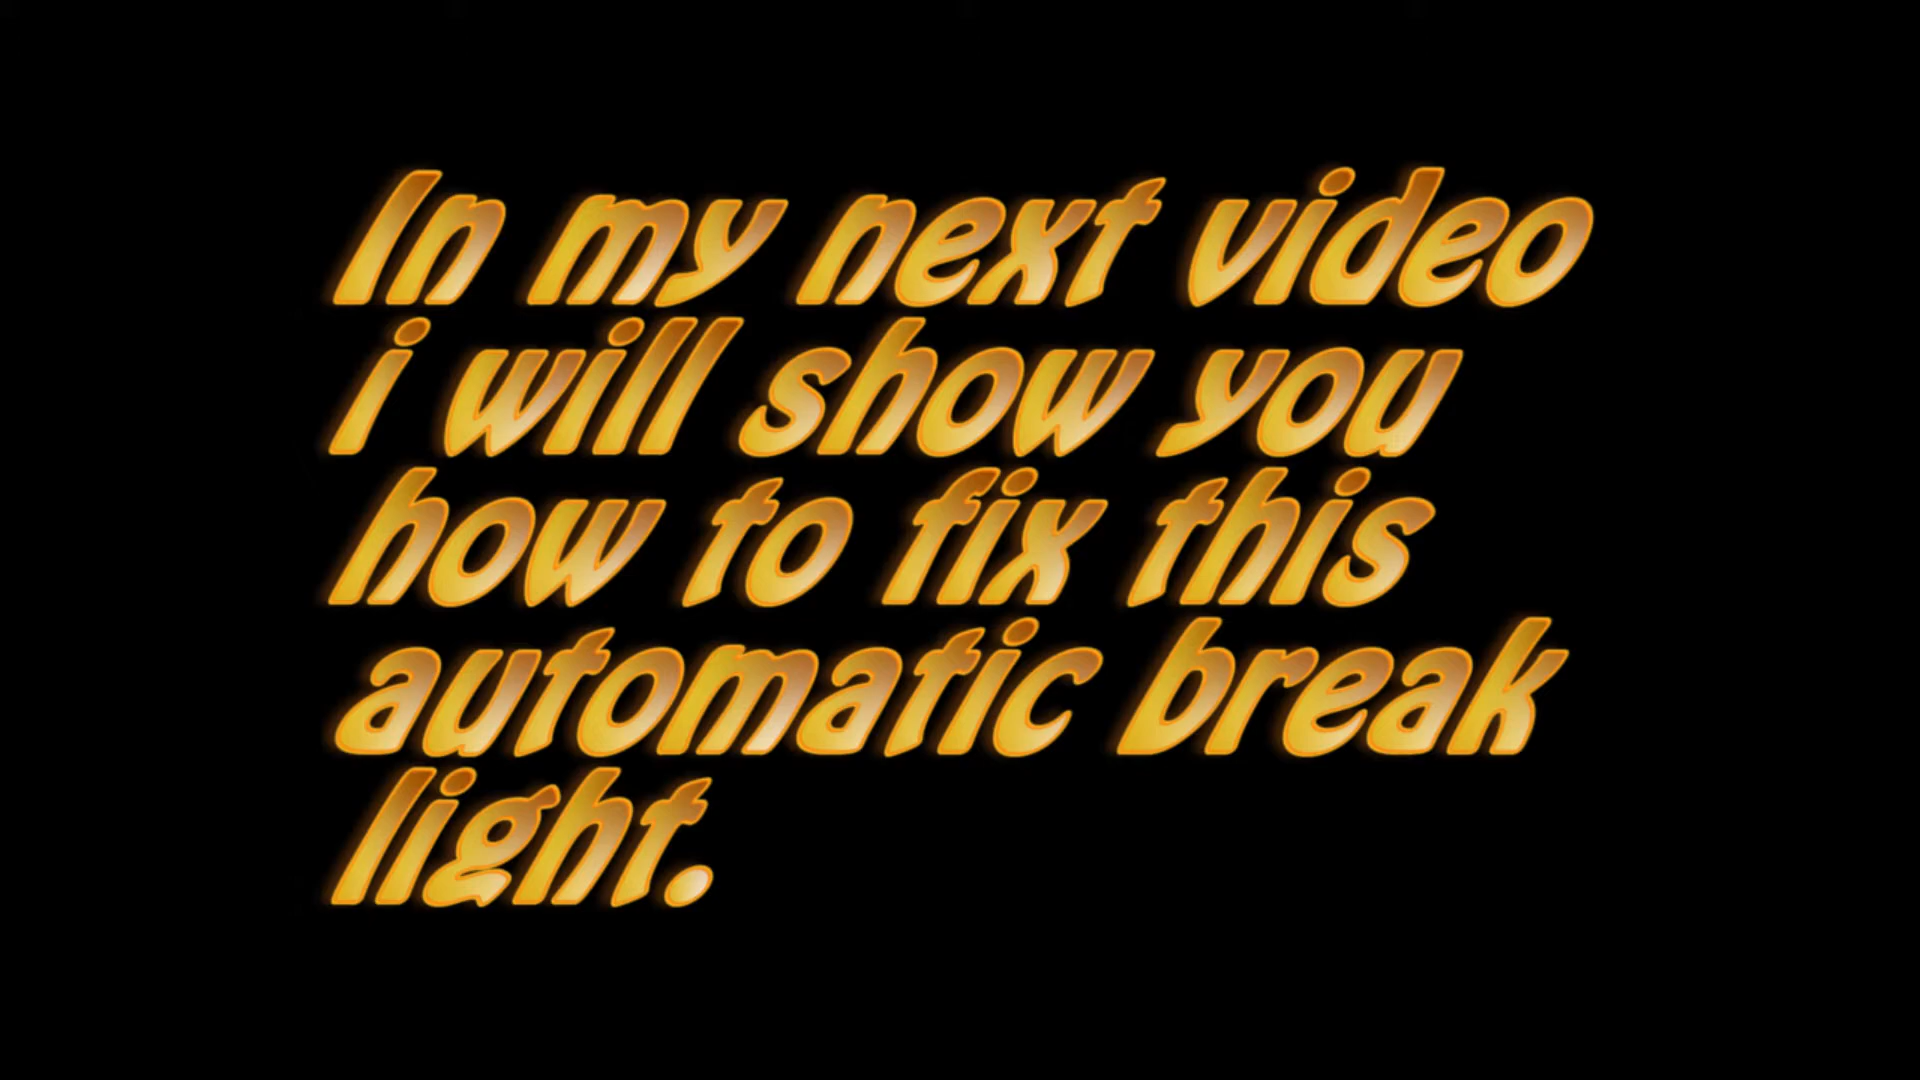 In my next video
i will show you
how to fix this
automatic break
light.